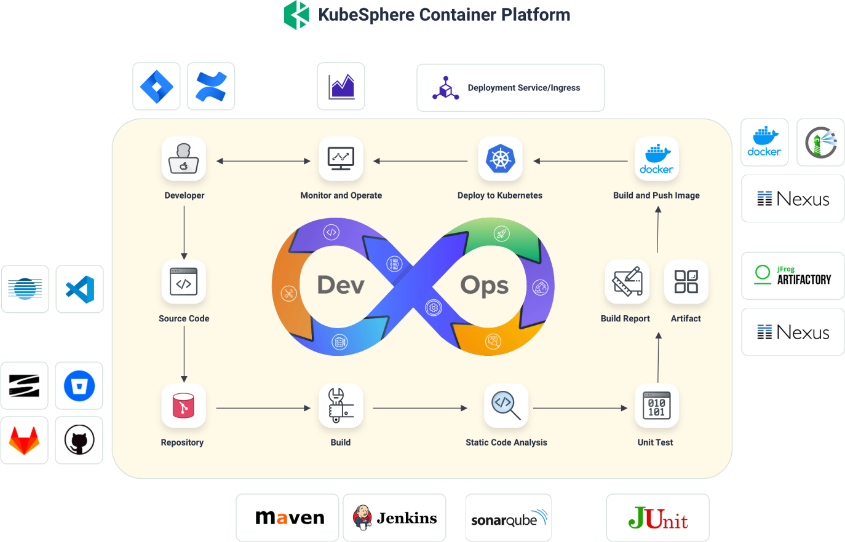 KubeSphere Container Platform
Deployment Service/Ingress
docker
Nexus
Developer
Monitor and Operate
Deploy to Kubernetes
docker
Build and Push Image
Dev
Ops
Source Code
Build Report
Artifact
JFrog
ARTIFACTORY
Nexus
010
101
Repository
Build
Static Code Analysis
Unit Test
maven
Jenkins
sonarqube
JUnit